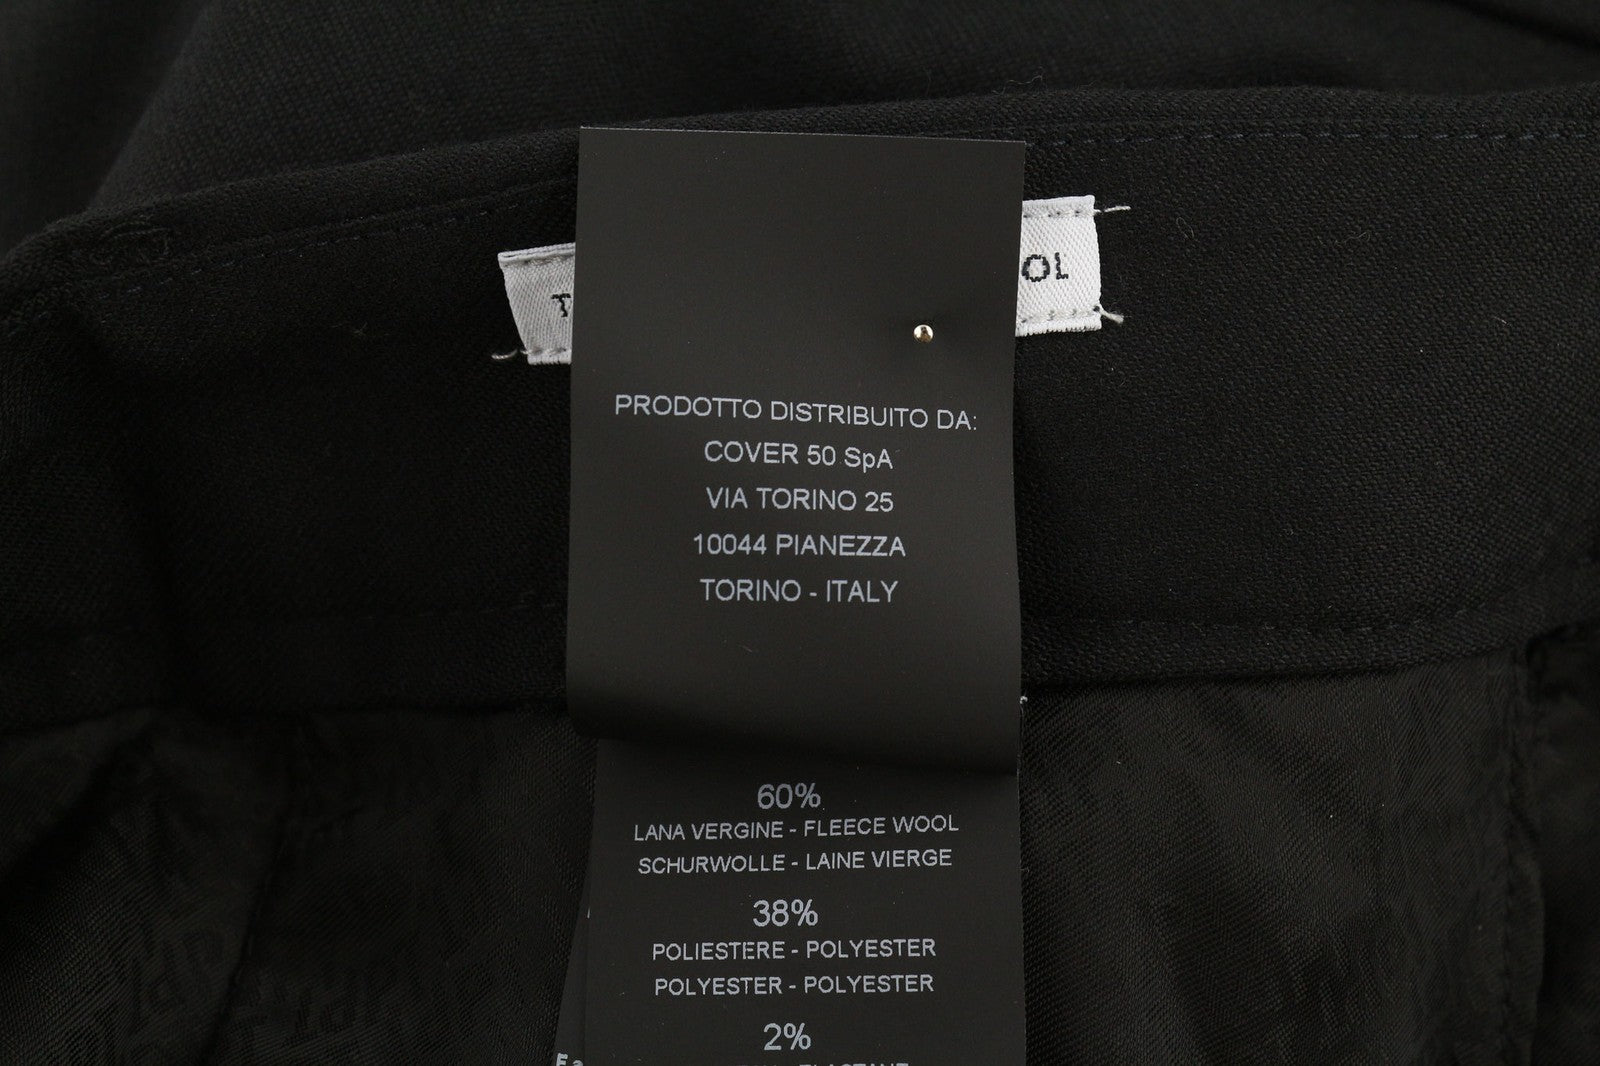 OL
PRODOTTO DISTRIBUITO DA:
COVER 50 SpA
VIA TORINO 25
10044 PIANEZZA
TORINO - ITALY
60%
LANA VERGINE - FLEECE WOOL
SCHURWOLLE - LAINE VIERGE
38%
POLIESTERE - POLYESTER
POLYESTER - POLYESTER
2%